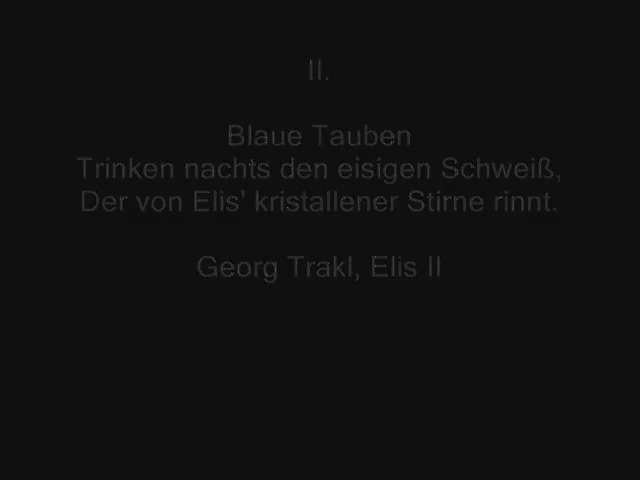 II.
Blaue Tauben
Trinken nachts den eisigen Schweiß,
Der von Elis' kristallener Stirne rinnt.
Georg Trakl, Elis II